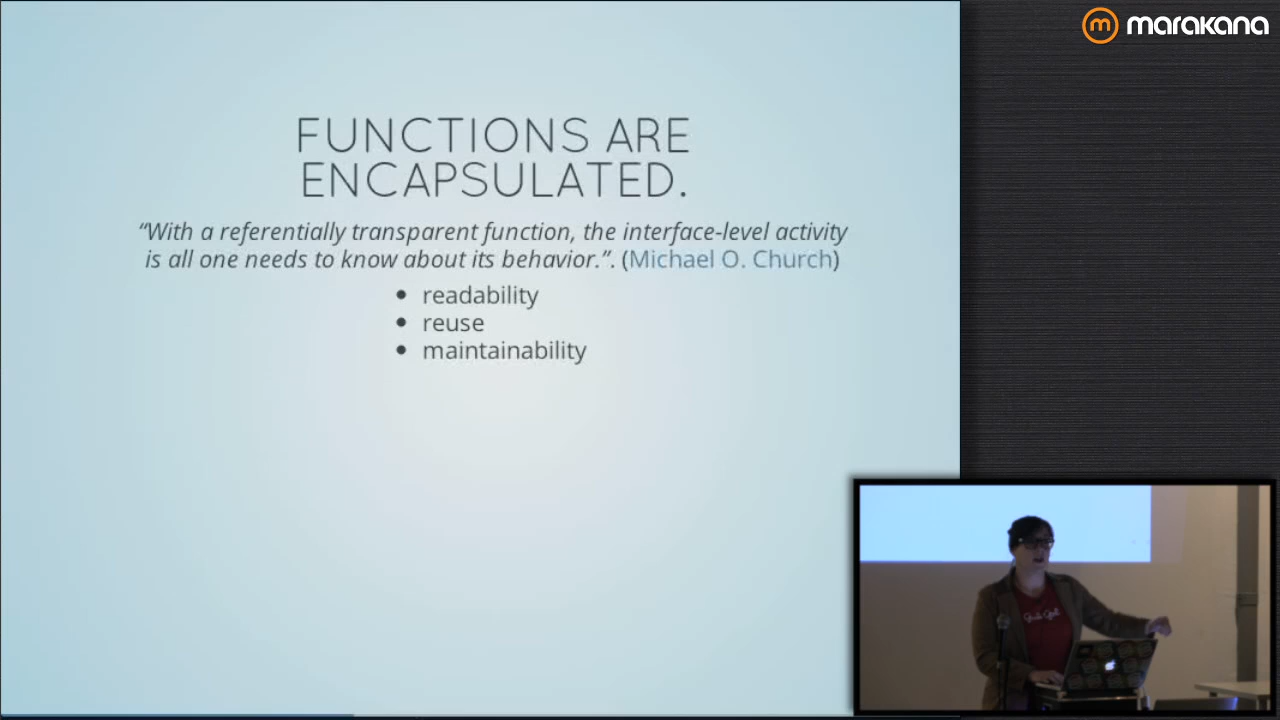 marakana
FUNCTIONS ARE
ENCAPSULATED.
“With a referentially transparent function, the interface-level activity
is all one needs to know about its behavior.”. (Michael O. Church)
• readability
• reuse
• maintainability